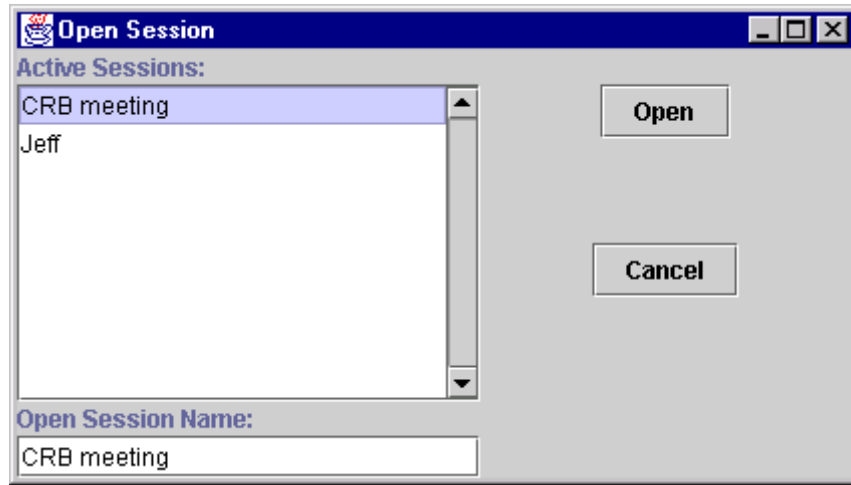 Open Session
Active Sessions:
CRB meeting
Jeff
Open
Cancel
Open Session Name:
CRB meeting